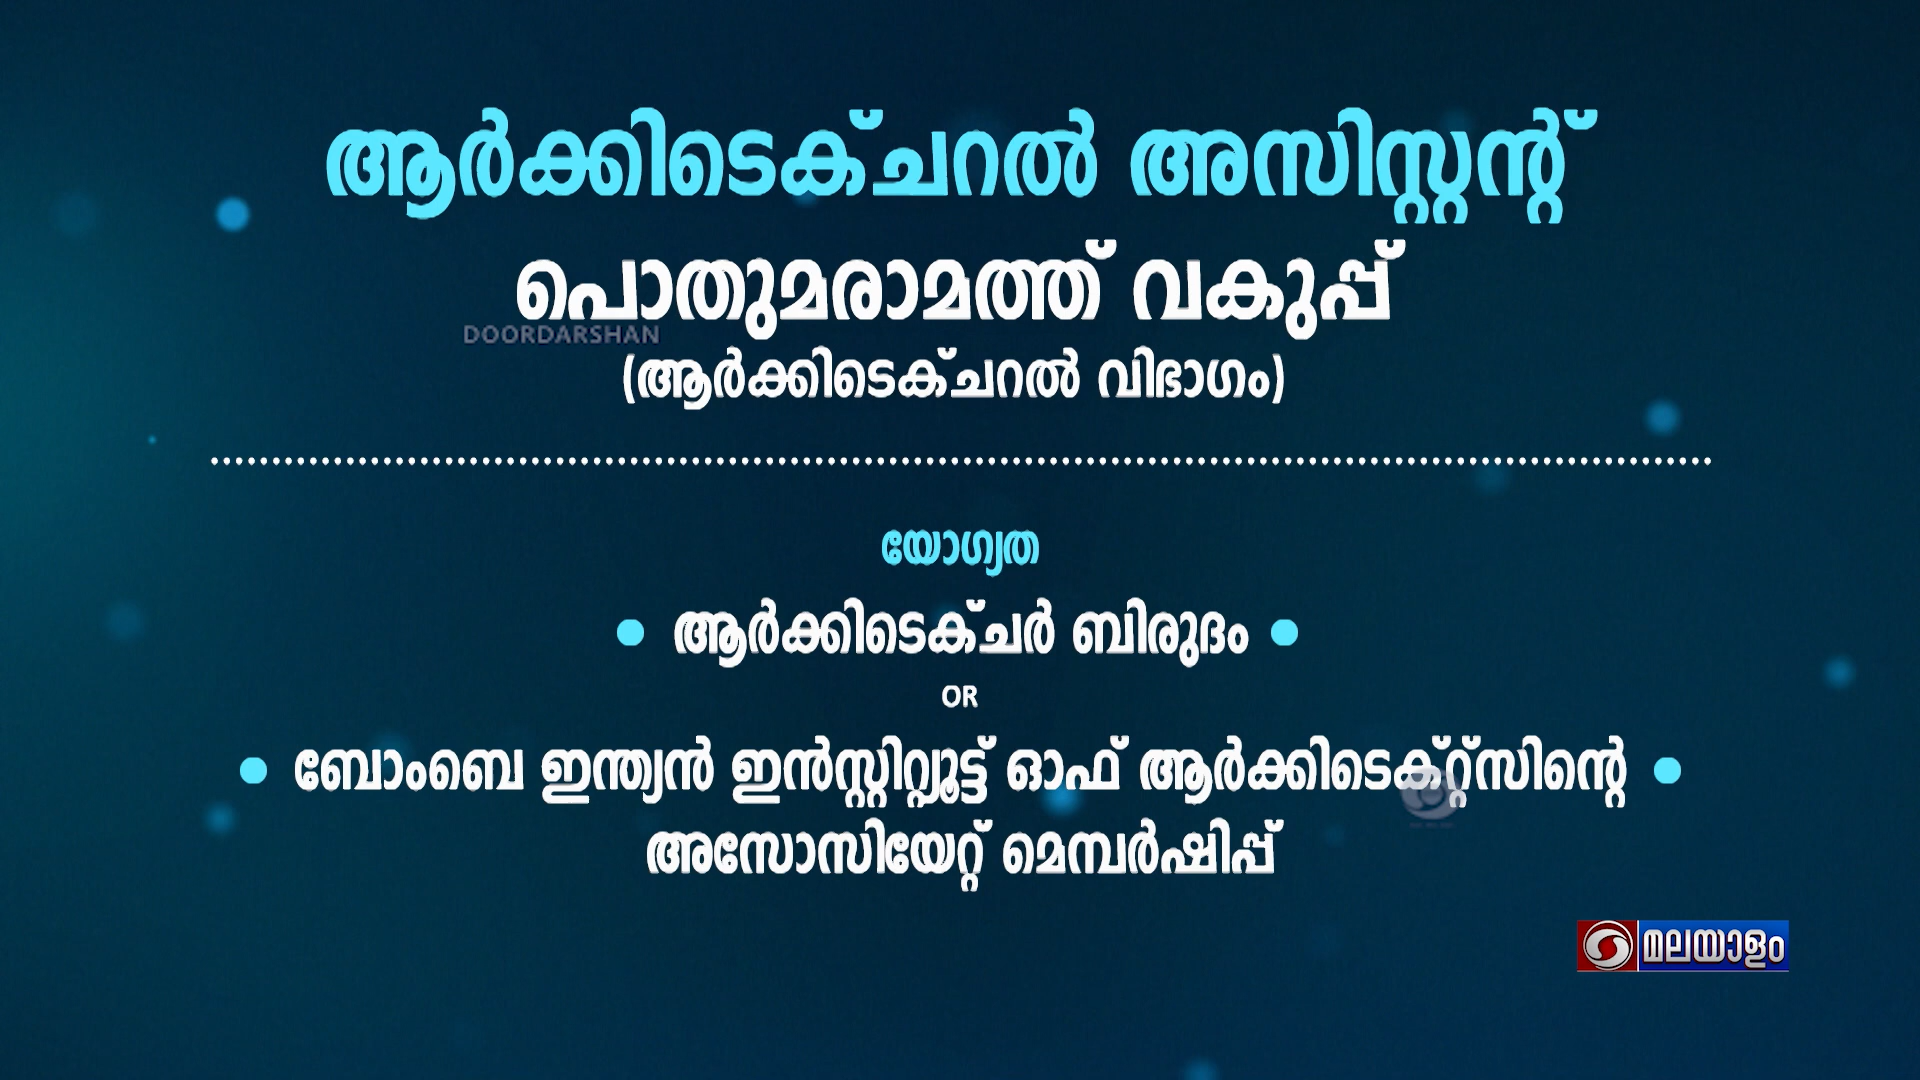 ആർക്കിടെക്ചറൽ അസിസ്റ്റന്റ്
പൊതുമരാമത്ത് വകുപ്പ്
DOORDARSHAN
(ആർക്കിടെക്ചറൽ വിഭാഗം)
യോഗ്യത
• ആർക്കിടെക്ചർ ബിരുദം •
OR
• ബോംബെ ഇന്ത്യൻ ഇൻസ്റ്റിറ്റ്യൂട്ട് ഓഫ് ആർക്കിടെക്റ്റ്സിന്റെ •
അസോസിയേറ്റ് മെമ്പർഷിപ്പ്
മലയാളം